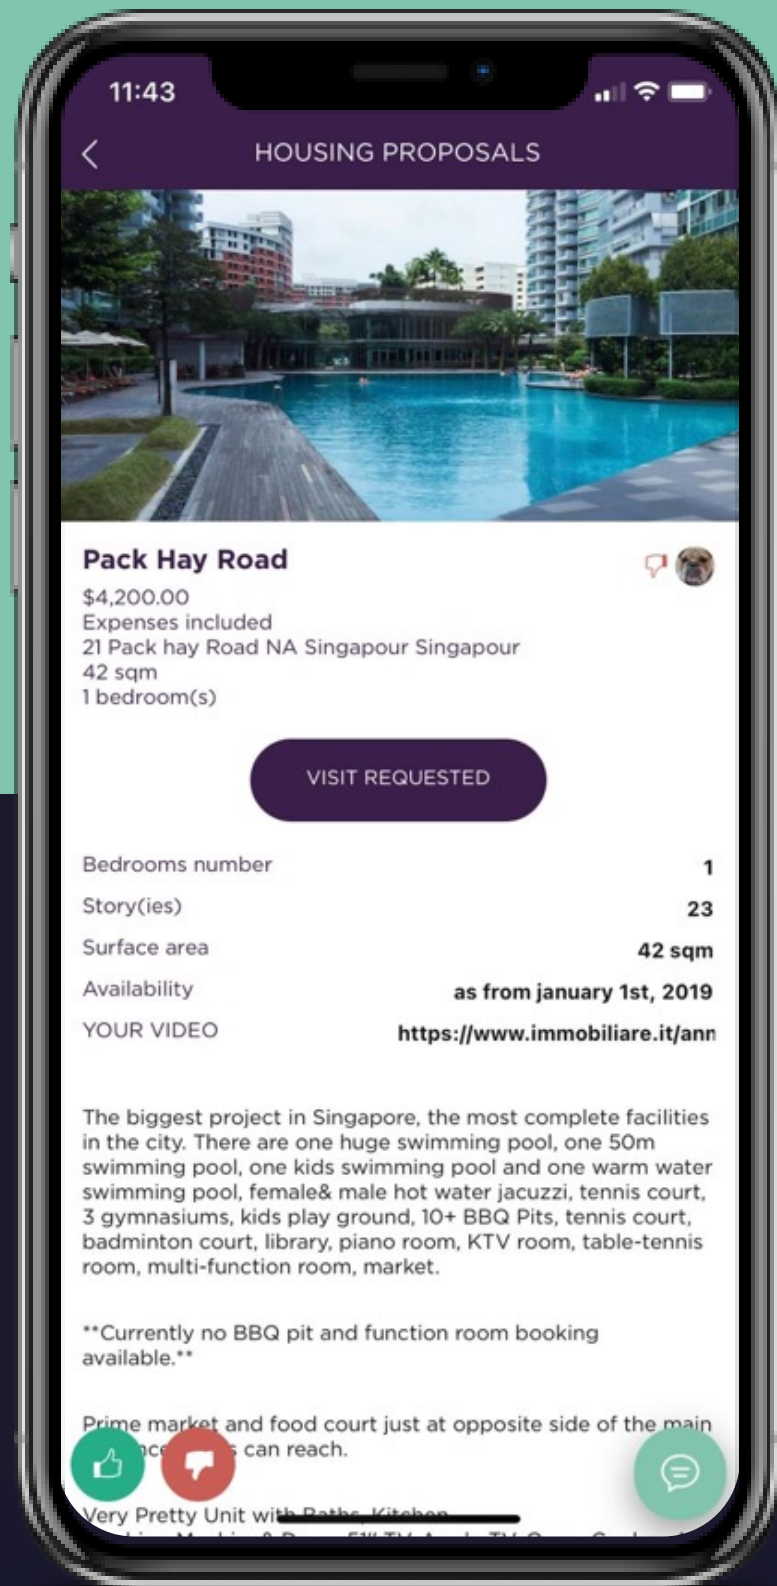 11:43
HOUSING PROPOSALS
Pack Hay Road
$4,200.00
Expenses included
21 Pack hay Road NA Singapour Singapour
42 sqm
1 bedroom(s)
VISIT REQUESTED
Bedrooms number 1
Story(ies) 23
Surface area 42 sqm
Availability as from january 1st, 2019
YOUR VIDEO https://www.immobiliare.it/ann
The biggest project in Singapore, the most complete facilities
in the city. There are one huge swimming pool, one 50m
swimming pool, one kids swimming pool and one warm water
swimming pool, female& male hot water jacuzzi, tennis court,
3 gymnasiums, kids play ground, 10+ BBQ Pits, tennis court,
badminton court, library, piano room, KTV room, table-tennis
room, multi-function room, market.
**Currently no BBQ pit and function room booking
available.**
Prime market and food court just at opposite side of the main
can reach.
Very Pretty Unit with Baths, Kitchen